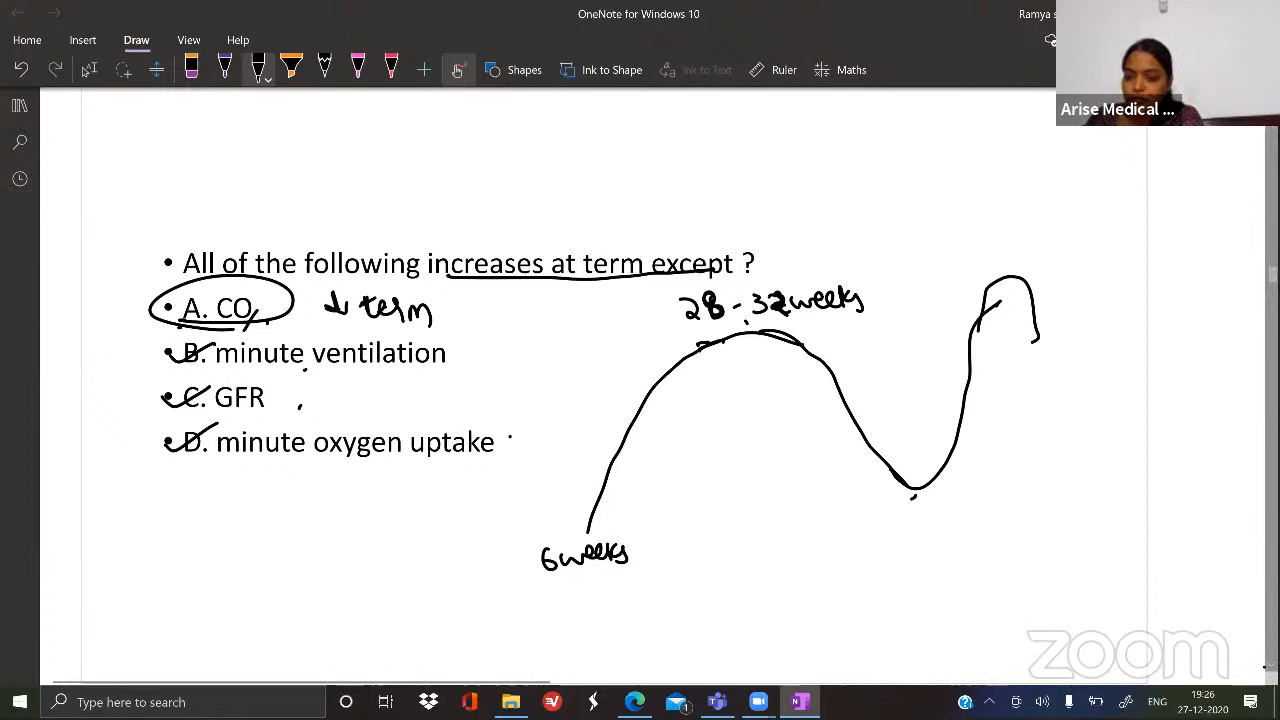 OneNote for Windows 10
Ramya s
Home Insert Draw View Help
Shapes Ink to Shape Ink to Text Ruler Maths
Arise Medical ...
• All of the following increases at term except ?
• A. CO, ↓ term
• B. minute ventilation
• C. GFR
• D. minute oxygen uptake
28 - 32 weeks
6 weeks
zoom
Type here to search
ENG
19:26
27-12-2020